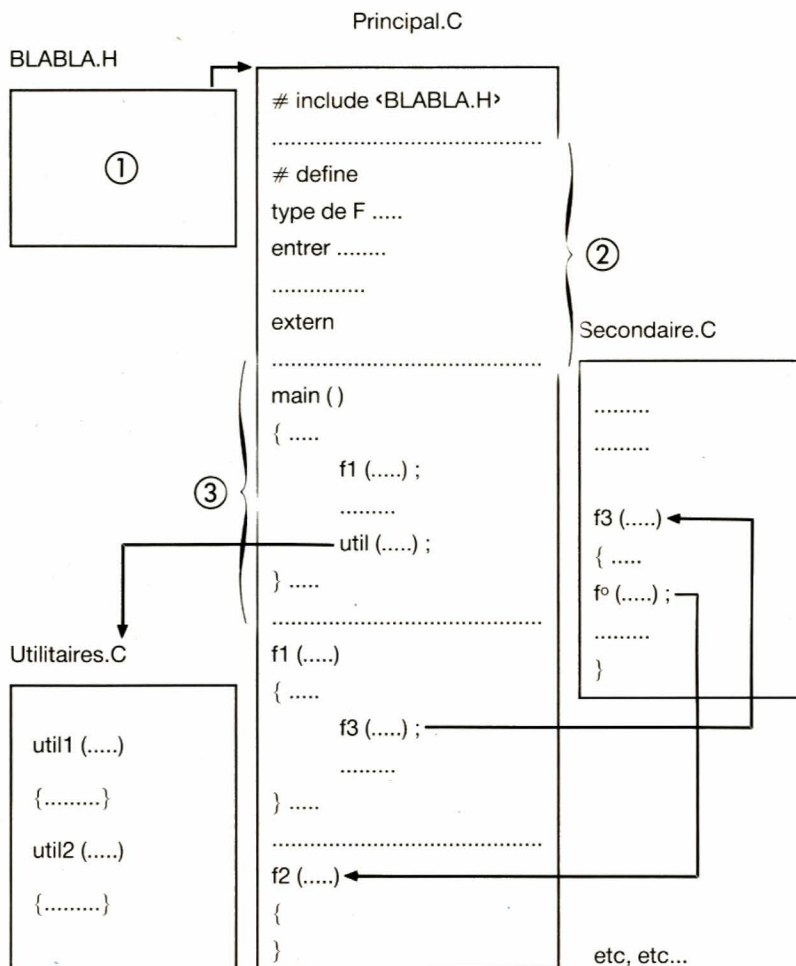 Principal.C
BLABLA.H
①
# include <BLABLA.H>
.......................................
# define
type de F .....
entrer ........
...............
extern
.......................................
②
main ( )
{ .....
f1 (.....) ;
.........
util (.....) ;
} .....
.......................................
③
f1 (.....)
{ .....
f3 (.....) ;
.........
} .....
.......................................
f2 (.....)
{
}
Secondaire.C
.........
.........
f3 (.....)
{ .....
fº (.....) ;
.........
}
Utilitaires.C
util1 (.....)
{.........}
util2 (.....)
{.........}
etc, etc...